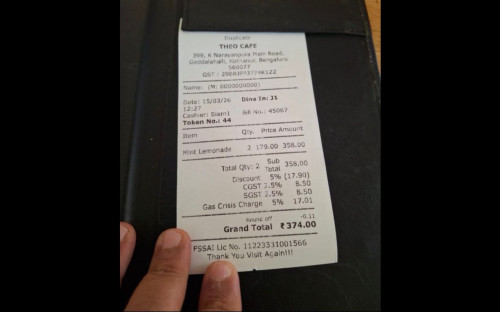 Duplicate
THEO CAFE
Geddalahalli, Kothanur, Bengaluru
560077
Name: (M: 0000000000)
Date: 15/03/26 Dine In: J1
12:27
Cashier: Biam1 Bill No.: 45067
Token No.: 44
Item Qty. Price Amount
Mint Lemonade 2 179.00 358.00
Total Qty: 2 Sub Total 358.00
Discount 5% (17.90)
CGST 2.5% 8.50
SGST 2.5% 8.50
Gas Crisis Charge 5% 17.01
Round off -0.11
Grand Total ₹374.00
FSSAI Lic No. 11223331001566
Thank You Visit Again!!!